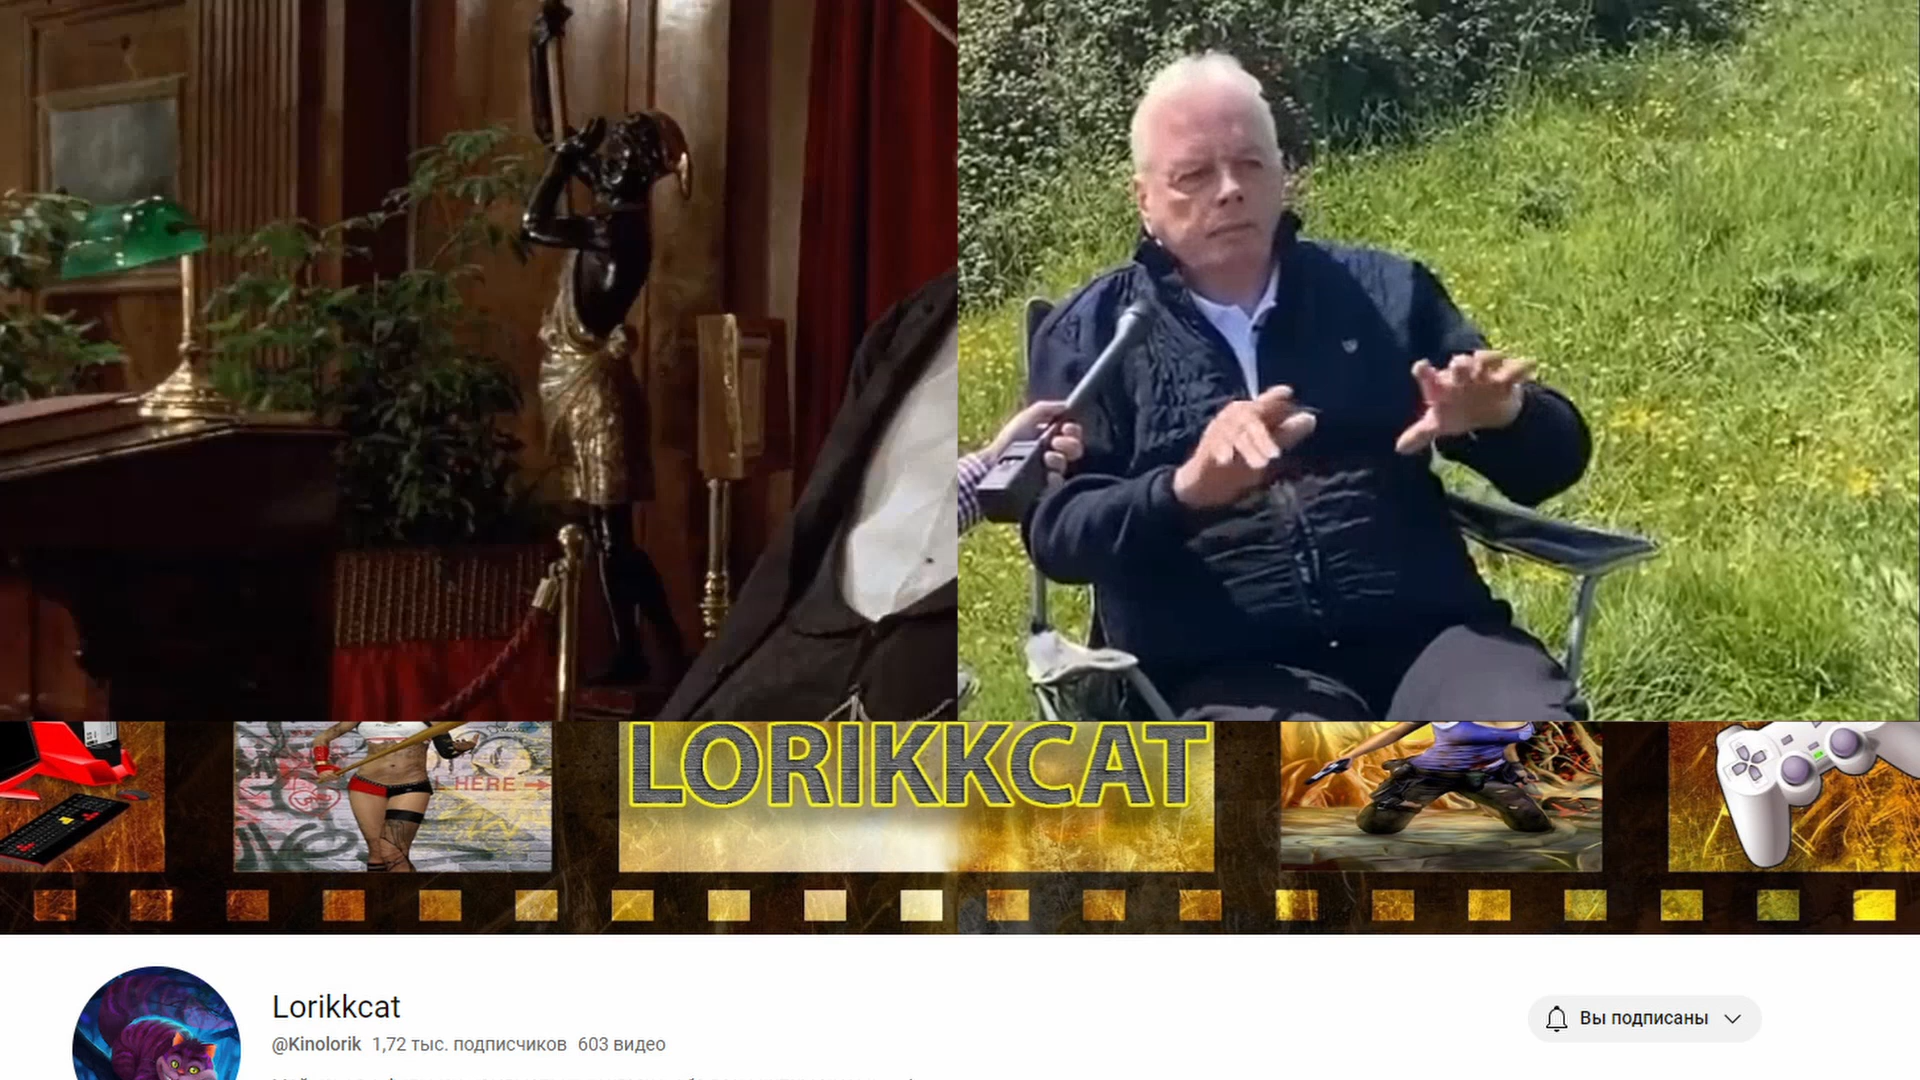 HERE →
LORIKKCAT
Lorikkcat
@Kinolorik 1,72 тыс. подписчиков 603 видео
Вы подписаны